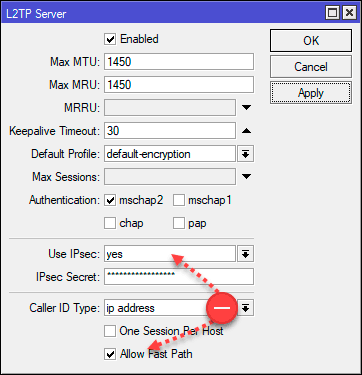 L2TP Server
Enabled
OK
Max MTU: 1450
Cancel
Max MRU: 1450
Apply
MRRU:
Keepalive Timeout: 30
Default Profile: default-encryption
Max Sessions:
Authentication: mschap2 mschap1
chap pap
Use IPsec: yes
IPsec Secret: *****************
Caller ID Type: ip address
One Session Per Host
Allow Fast Path